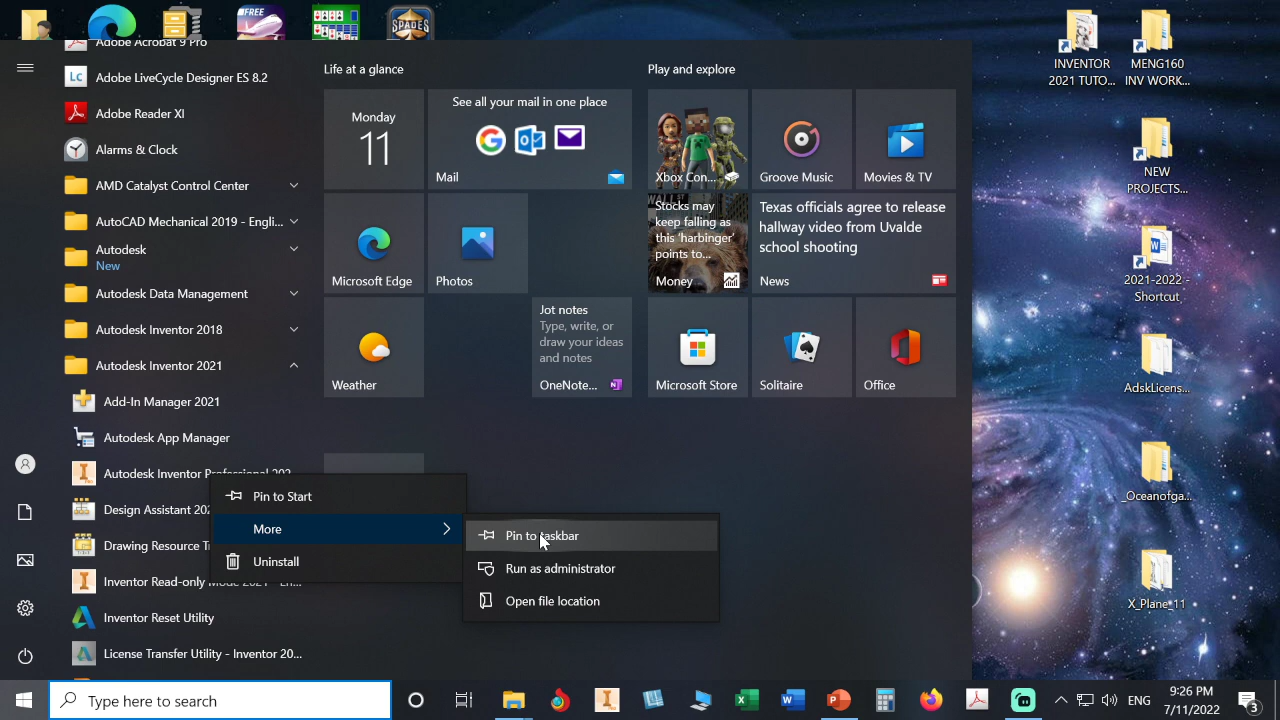 FREE
SPADES
Adobe Acrobat 9 Pro
Lc
Adobe LiveCycle Designer ES 8.2
Adobe Reader XI
Alarms & Clock
AMD Catalyst Control Center
AutoCAD Mechanical 2019 - Engli...
Autodesk
New
Autodesk Data Management
Autodesk Inventor 2018
Autodesk Inventor 2021
Add-In Manager 2021
Autodesk App Manager
Autodesk Inventor Professional 202...
Design Assistant 202
Drawing Resource T
Inventor Read-only Mode 2021 - En...
Inventor Reset Utility
License Transfer Utility - Inventor 20...
Pin to Start
More
Uninstall
Pin to taskbar
Run as administrator
Open file location
Life at a glance
Monday
11
See all your mail in one place
Mail
Microsoft Edge
Photos
Weather
Jot notes
Type, write, or
draw your ideas
and notes
OneNote...
Play and explore
Xbox Con...
Groove Music
Movies & TV
Stocks may
keep falling as
this 'harbinger
points to...
Money
Texas officials agree to release
hallway video from Uvalde
school shooting
News
Microsoft Store
Solitaire
Office
INVENTOR
2021 TUTO...
MENG160
INV WORK...
NEW
PROJECTS...
2021-2022 -
Shortcut
AdskLicens...
_Oceanofga...
X_Plane_11
Type here to search
ENG
9:26 PM
7/11/2022
3